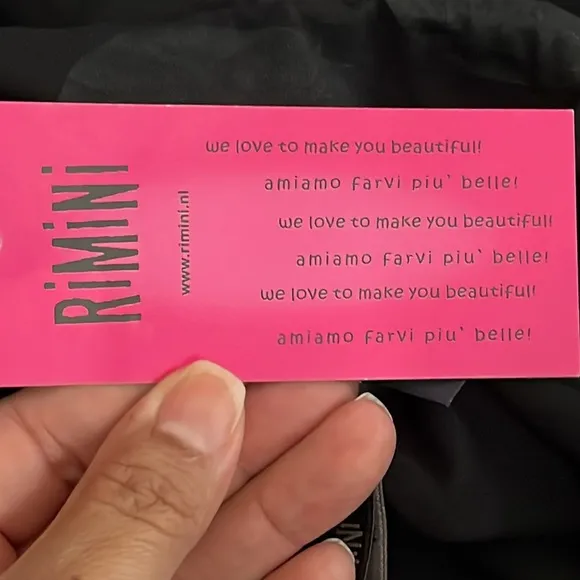 RiMiNi
www.rimini.nl
we love to make you beautiful!
amiamo farvi piu` belle!
we love to make you beautiful!
amiamo farvi piu` belle!
we love to make you beautiful!
amiamo farvi piu` belle!